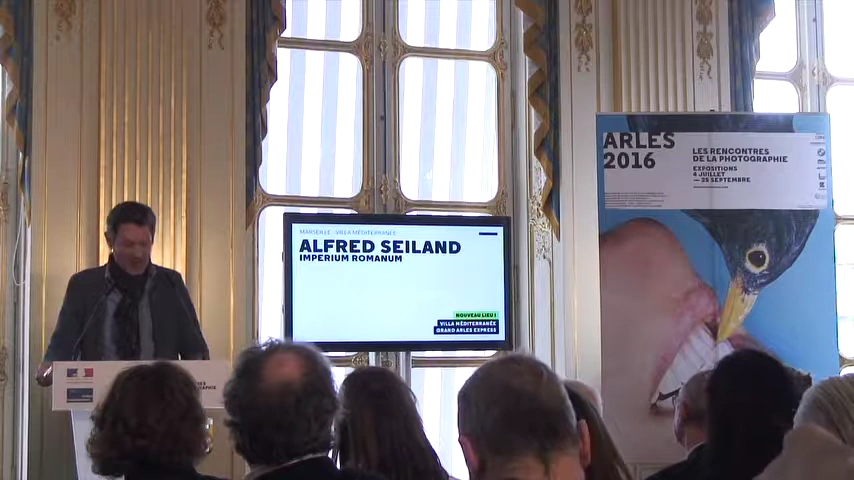 MARSEILLE - VILLA MÉDITERRANÉE
ALFRED SEILAND
IMPERIUM ROMANUM
NOUVEAU LIEU !
VILLA MÉDITERRANÉE
GRAND ARLES EXPRESS
ARLES
2016
LES RENCONTRES
DE LA PHOTOGRAPHIE
EXPOSITIONS
4 JUILLET
— 25 SEPTEMBRE